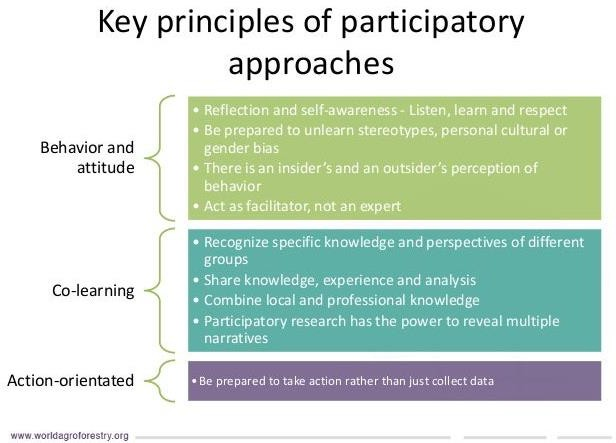 Key principles of participatory
approaches
Behavior and
attitude
• Reflection and self-awareness - Listen, learn and respect
• Be prepared to unlearn stereotypes, personal cultural or
gender bias
• There is an insider's and an outsider's perception of
behavior
• Act as facilitator, not an expert
Co-learning
• Recognize specific knowledge and perspectives of different
groups
• Share knowledge, experience and analysis
• Combine local and professional knowledge
• Participatory research has the power to reveal multiple
narratives
Action-orientated
• Be prepared to take action rather than just collect data
www.worldagroforestry.org